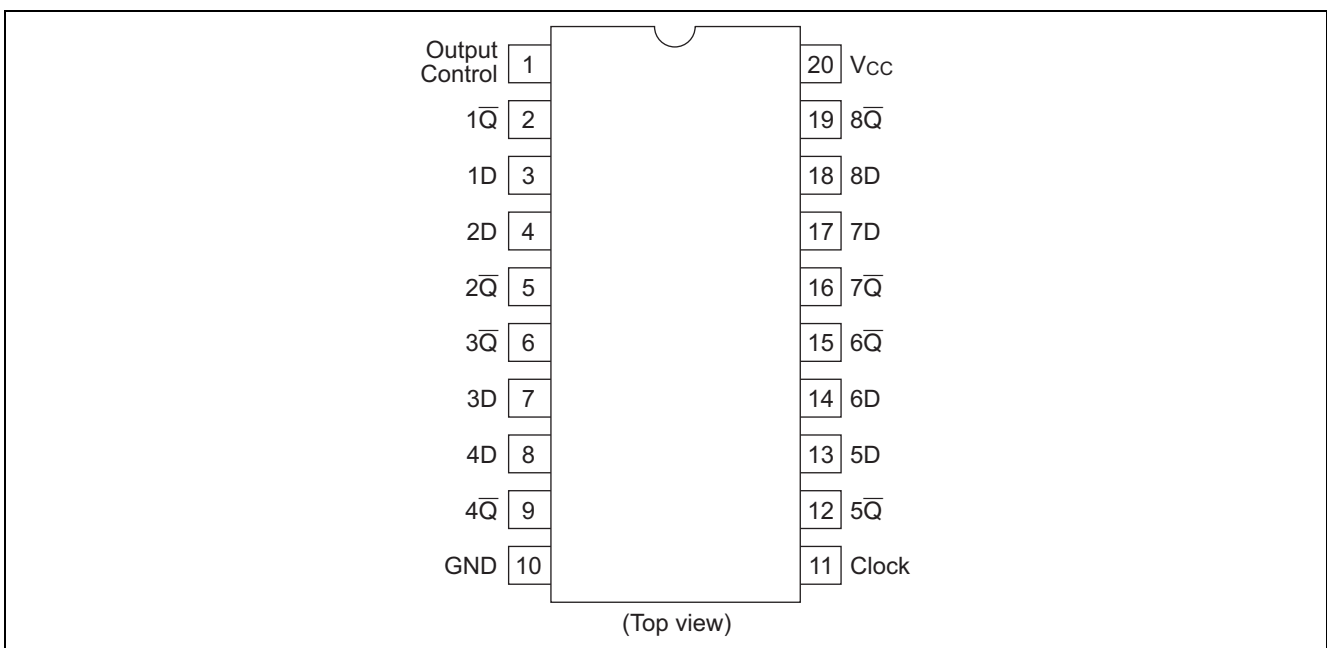 Output
Control 1 20 VCC
1Q̅ 2 19 8Q̅
1D 3 18 8D
2D 4 17 7D
2Q̅ 5 16 7Q̅
3Q̅ 6 15 6Q̅
3D 7 14 6D
4D 8 13 5D
4Q̅ 9 12 5Q̅
GND 10 11 Clock
(Top view)